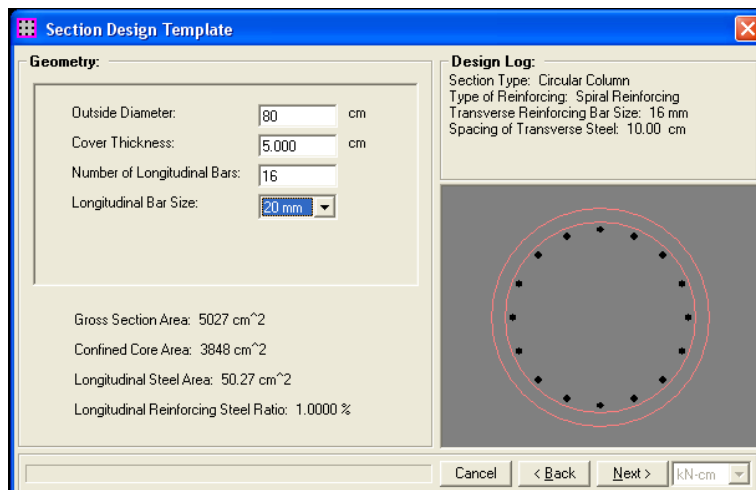 Section Design Template
Geometry:
Outside Diameter: 80 cm
Cover Thickness: 5.000 cm
Number of Longitudinal Bars: 16
Longitudinal Bar Size: 20 mm
Gross Section Area: 5027 cm^2
Confined Core Area: 3848 cm^2
Longitudinal Steel Area: 50.27 cm^2
Longitudinal Reinforcing Steel Ratio: 1.0000 %
Design Log:
Section Type: Circular Column
Type of Reinforcing: Spiral Reinforcing
Transverse Reinforcing Bar Size: 16 mm
Spacing of Transverse Steel: 10.00 cm
Cancel < Back Next > kN-cm